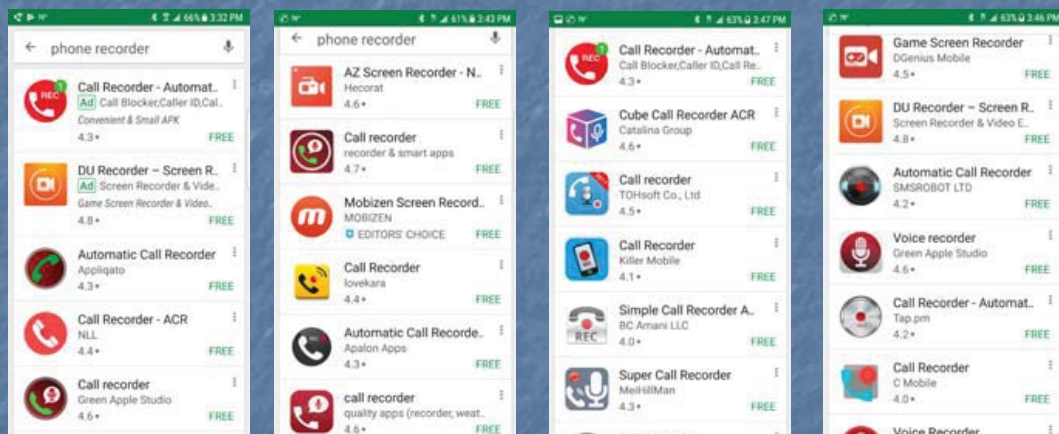 66% 3:32 PM
phone recorder
Call Recorder - Automat..
Ad Call Blocker,Caller ID,Cal..
Convenient & Small APK
4.3 FREE
DU Recorder – Screen R..
Ad Screen Recorder & Vide..
Game Screen Recorder & Video..
4.8 FREE
Automatic Call Recorder
Appliqato
4.3 FREE
Call Recorder - ACR
NLL
4.4 FREE
Call recorder
Green Apple Studio
4.6 FREE
61% 3:43 PM
phone recorder
AZ Screen Recorder - N..
Hecorat
4.6 FREE
Call recorder
recorder & smart apps
4.7 FREE
Mobizen Screen Record..
MOBIZEN
EDITORS' CHOICE FREE
Call Recorder
lovekara
4.4 FREE
Automatic Call Recorde..
Apalon Apps
4.3 FREE
call recorder
quality apps (recorder, weat..
4.6 FREE
63% 3:47 PM
Call Recorder - Automat..
Call Blocker,Caller ID,Call Re..
4.3 FREE
Cube Call Recorder ACR
Catalina Group
4.6 FREE
Call recorder
TOHsoft Co., Ltd
4.5 FREE
Call Recorder
Killer Mobile
4.1 FREE
Simple Call Recorder A..
BC Amani LLC
4.0 FREE
Super Call Recorder
MeiHillMan
4.3 FREE
63% 3:46 PM
Game Screen Recorder
DGenius Mobile
4.5 FREE
DU Recorder – Screen R..
Screen Recorder & Video E..
4.8 FREE
Automatic Call Recorder
SMSROBOT LTD
4.2 FREE
Voice recorder
Green Apple Studio
4.6 FREE
Call Recorder - Automat..
Tap.pm
4.2 FREE
Call Recorder
C Mobile
4.0 FREE
Voice Recorder